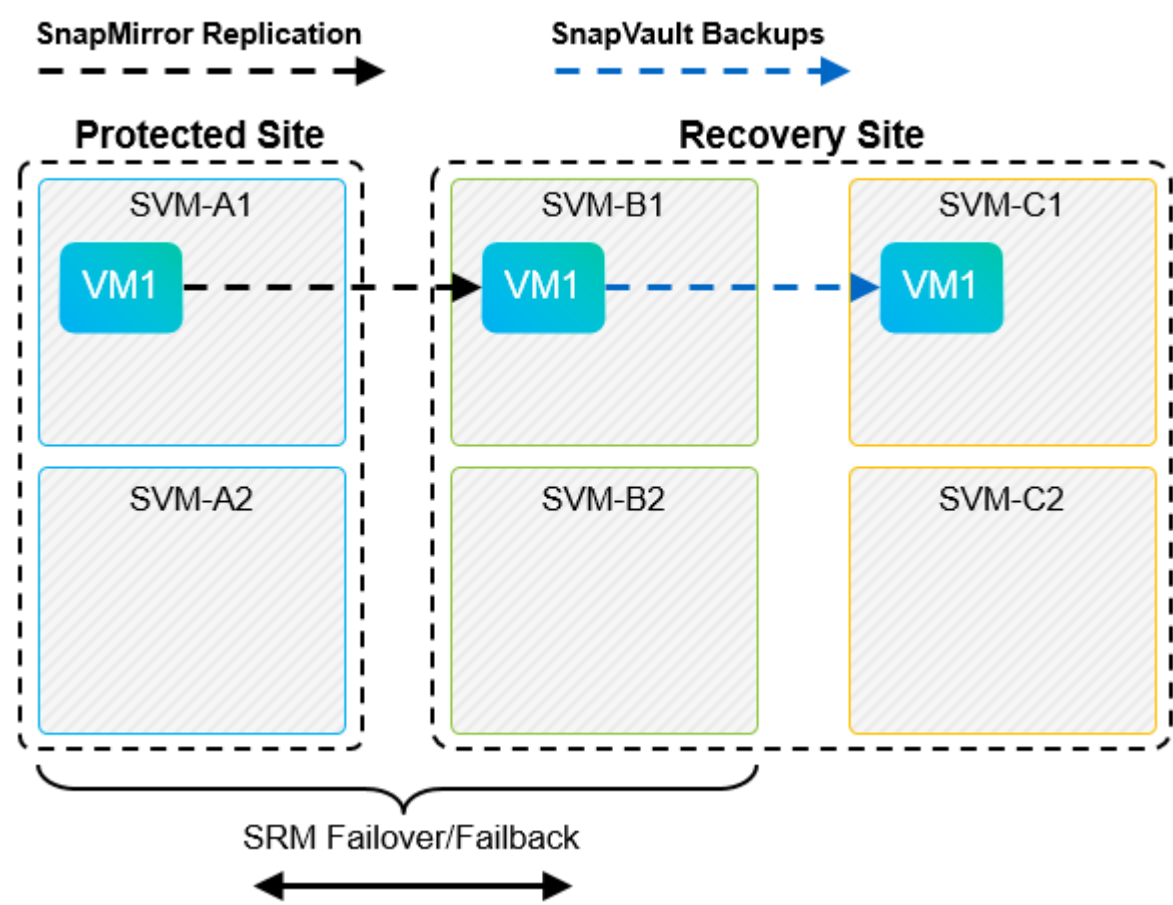 SnapMirror Replication
SnapVault Backups
Protected Site
Recovery Site
SVM-A1
SVM-B1
SVM-C1
VM1
VM1
VM1
SVM-A2
SVM-B2
SVM-C2
SRM Failover/Failback